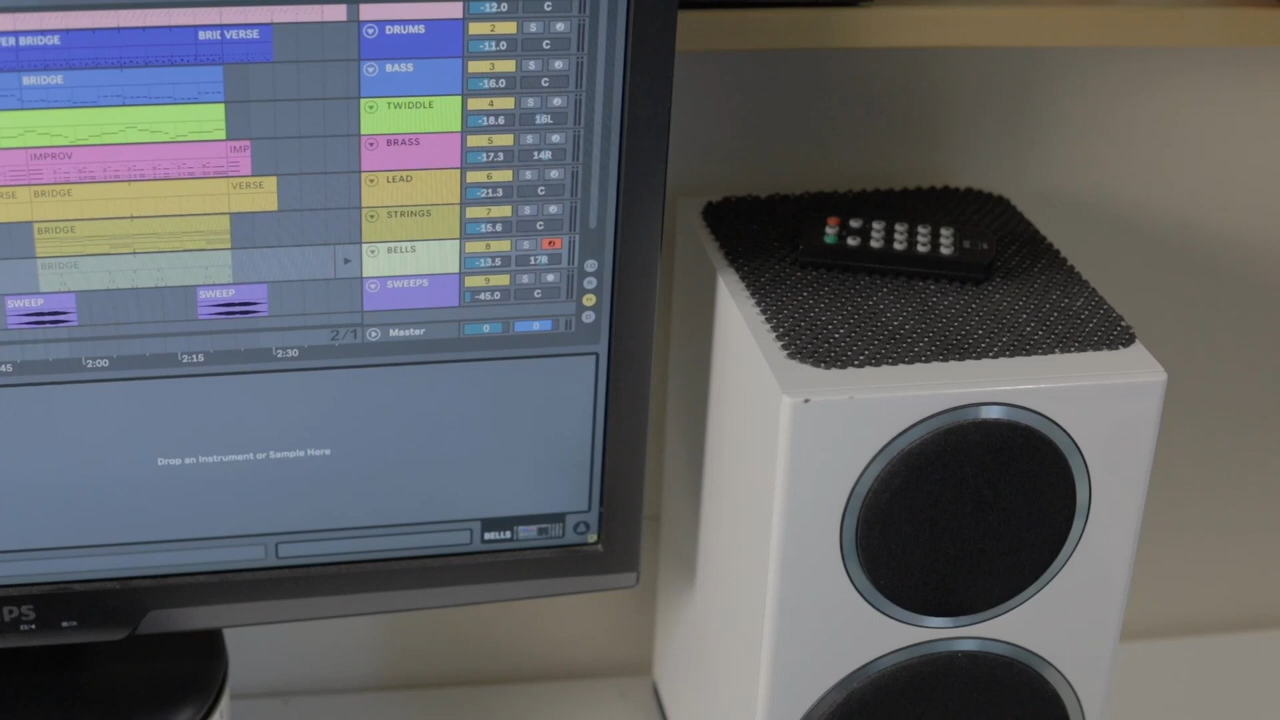 -12.0 C
ER BRIDGE BRID VERSE DRUMS 2 S
-11.0 C
BRIDGE BASS 3 S
-16.0 C
TWIDDLE 4 S
-18.6 16L
IMPROV IMP BRASS 5 S
-17.3 14R
RSE BRIDGE VERSE LEAD 6 S
-21.3 C
BRIDGE STRINGS 7 S
-15.6 C
BRIDGE BELLS 8 S
-13.5 17R
SWEEP SWEEP SWEEPS 9 S
-45.0 C
2/1 Master 0 0
45 2:00 2:15 2:30
Drop an Instrument or Sample Here
BELLS
PS